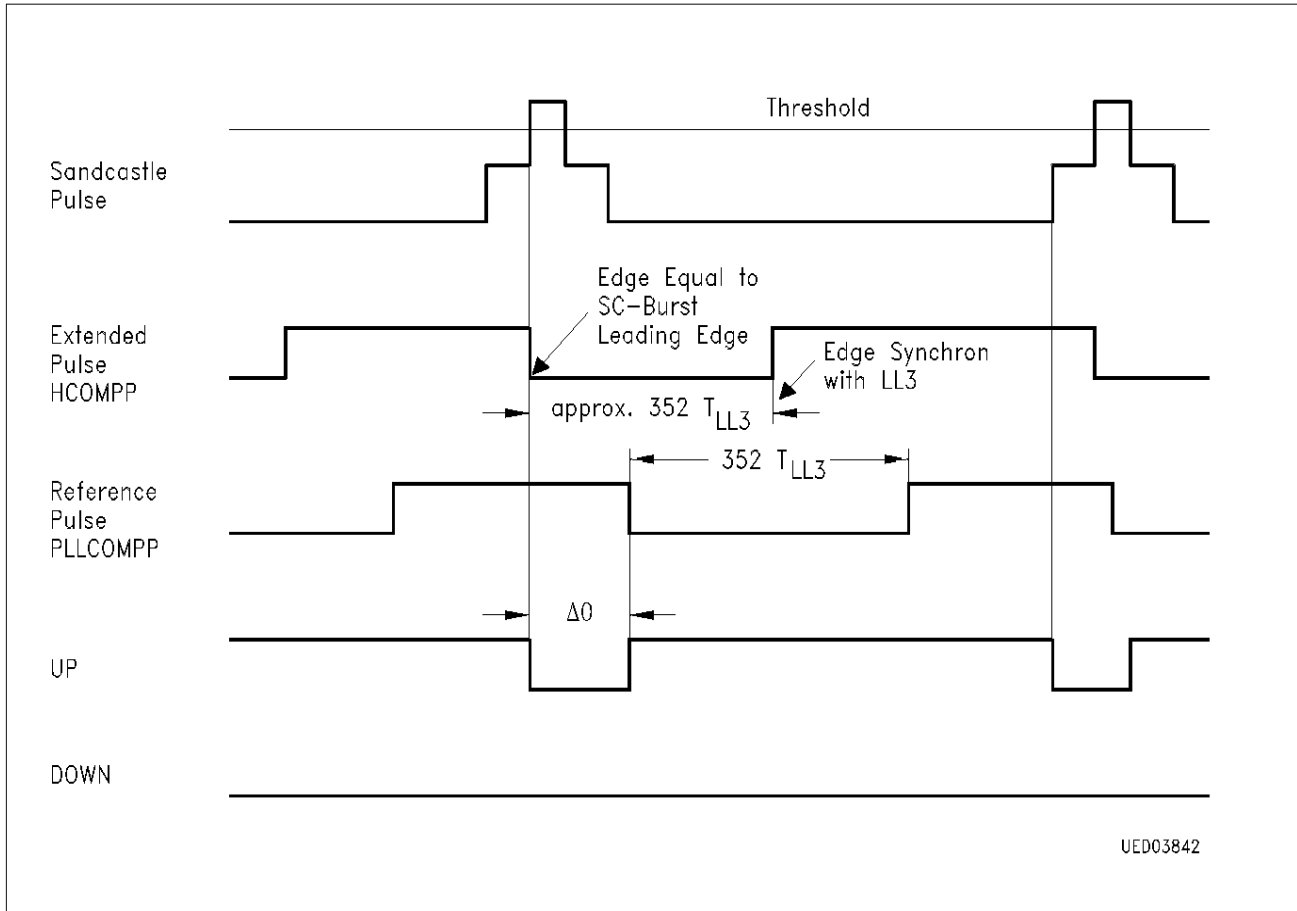 Threshold
Sandcastle
Pulse
Edge Equal to
SC-Burst
Leading Edge
Extended
Pulse
HCOMPP
Edge Synchron
with LL3
approx. 352 T_LL3
352 T_LL3
Reference
Pulse
PLLCOMPP
Δ0
UP
DOWN
UED03842